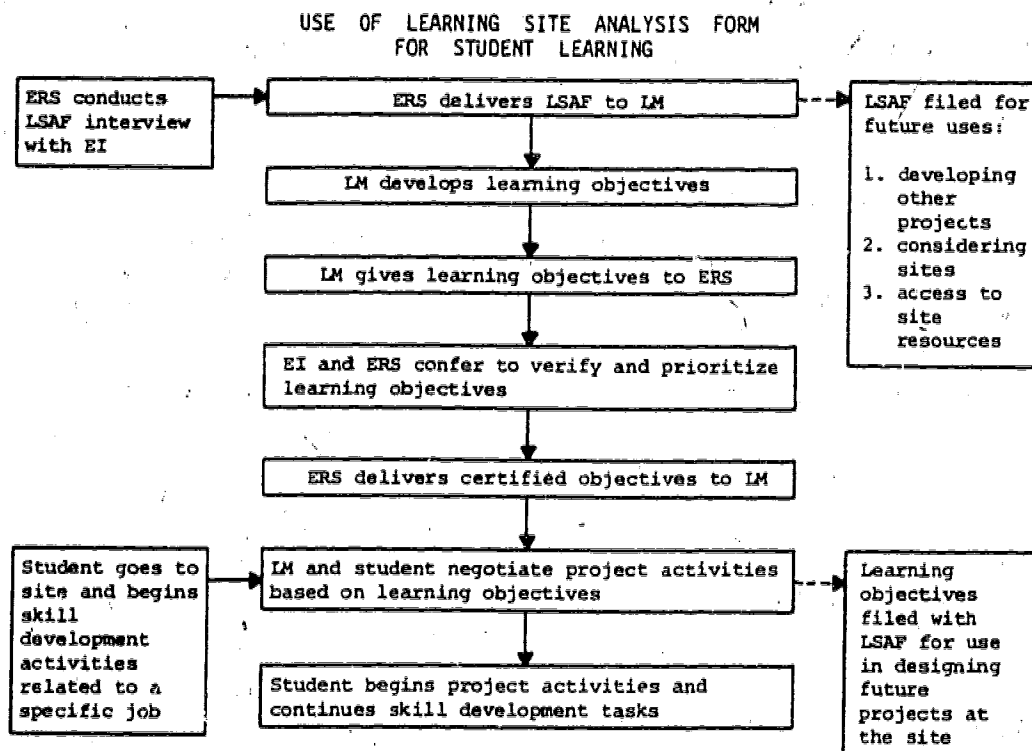 USE OF LEARNING SITE ANALYSIS FORM
FOR STUDENT LEARNING
ERS conducts
LSAF interview
with EI
ERS delivers LSAF to LM
LSAF filed for
future uses:
1. developing
other
projects
2. considering
sites
3. access to
site
resources
LM develops learning objectives
LM gives learning objectives to ERS
EI and ERS confer to verify and prioritize
learning objectives
ERS delivers certified objectives to LM
Student goes to
site and begins
skill
development
activities
related to a
specific job
LM and student negotiate project activities
based on learning objectives
Learning
objectives
filed with
LSAF for use
in designing
future
projects at
the site
Student begins project activities and
continues skill development tasks